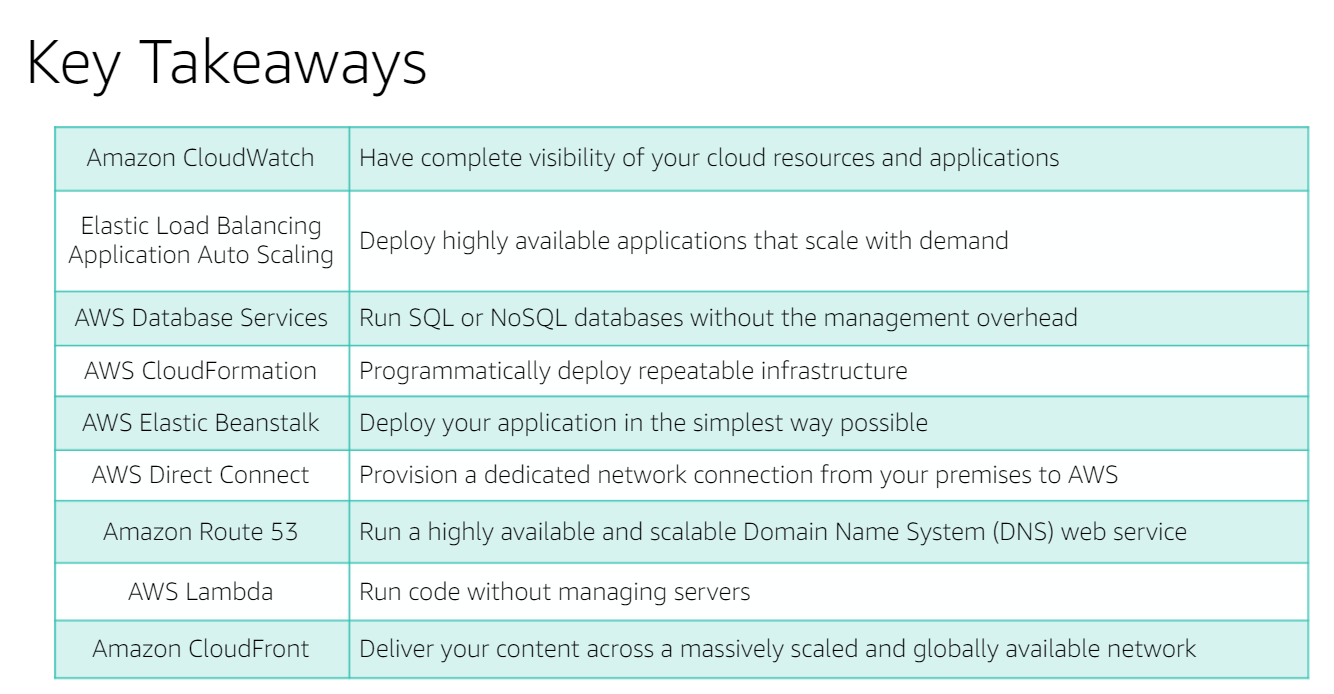 Key Takeaways
Amazon CloudWatch
Have complete visibility of your cloud resources and applications
Elastic Load Balancing
Application Auto Scaling
Deploy highly available applications that scale with demand
AWS Database Services
Run SQL or NoSQL databases without the management overhead
AWS CloudFormation
Programmatically deploy repeatable infrastructure
AWS Elastic Beanstalk
Deploy your application in the simplest way possible
AWS Direct Connect
Provision a dedicated network connection from your premises to AWS
Amazon Route 53
Run a highly available and scalable Domain Name System (DNS) web service
AWS Lambda
Run code without managing servers
Amazon CloudFront
Deliver your content across a massively scaled and globally available network